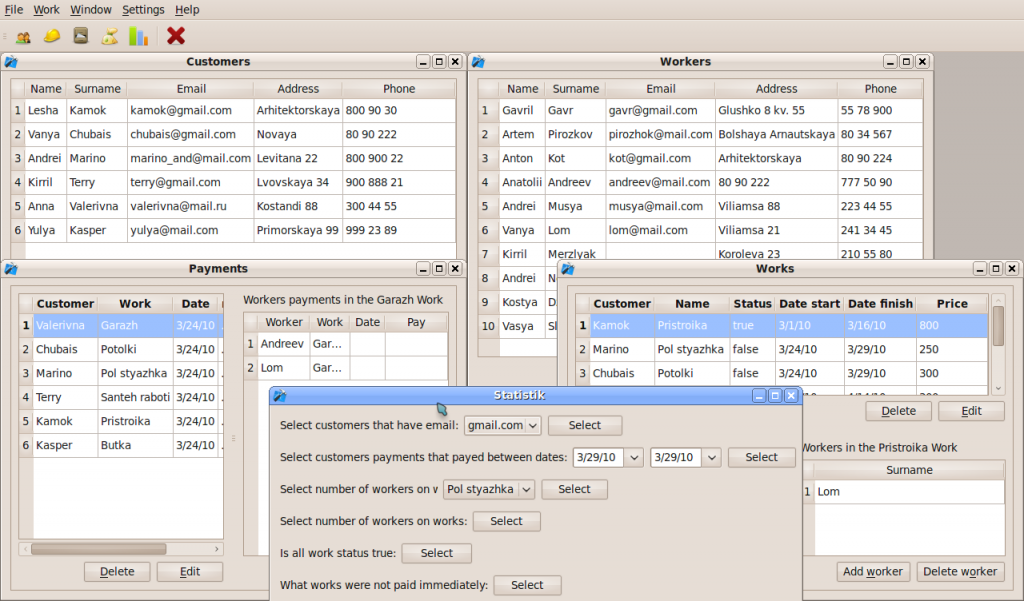 File Work Window Settings Help
Customers
Name Surname Email Address Phone
1 Lesha Kamok kamok@gmail.com Arhitektorskaya 800 90 30
2 Vanya Chubais chubais@gmail.com Novaya 80 90 222
3 Andrei Marino marino_and@mail.com Levitana 22 800 900 22
4 Kirril Terry terry@gmail.com Lvovskaya 34 900 888 21
5 Anna Valerivna valerivna@mail.ru Kostandi 88 300 44 55
6 Yulya Kasper yulya@mail.com Primorskaya 99 999 23 89
Workers
Name Surname Email Address Phone
1 Gavril Gavr gavr@gmail.com Glushko 8 kv. 55 55 78 900
2 Artem Pirozkov pirozhok@mail.com Bolshaya Arnautskaya 80 34 567
3 Anton Kot kot@gmail.com Arhitektorskaya 80 90 224
4 Anatolii Andreev andreev@mail.com 80 90 222 777 50 90
5 Andrei Musya musya@mail.com Viliamsa 88 223 44 55
6 Vanya Lom lom@mail.com Viliamsa 21 241 34 45
7 Kirril Merzlyak Koroleva 23 210 55 80
8 Andrei
9 Kostya
10 Vasya
Payments
Customer Work Date
1 Valerivna Garazh 3/24/10
2 Chubais Potolki 3/24/10
3 Marino Pol styazhka 3/24/10
4 Terry Santeh raboti 3/24/10
5 Kamok Pristroika 3/24/10
6 Kasper Butka 3/24/10
Delete Edit
Workers payments in the Garazh Work
Worker Work Date Pay
1 Andreev Gar...
2 Lom Gar...
Works
Customer Name Status Date start Date finish Price
1 Kamok Pristroika true 3/1/10 3/16/10 800
2 Marino Pol styazhka false 3/24/10 3/29/10 250
3 Chubais Potolki false 3/24/10 3/29/10 300
Delete Edit
Workers in the Pristroika Work
Surname
1 Lom
Add worker Delete worker
Statistik
Select customers that have email: gmail.com Select
Select customers payments that payed between dates: 3/29/10 3/29/10 Select
Select number of workers on w Pol styazhka Select
Select number of workers on works: Select
Is all work status true: Select
What works were not paid immediately: Select